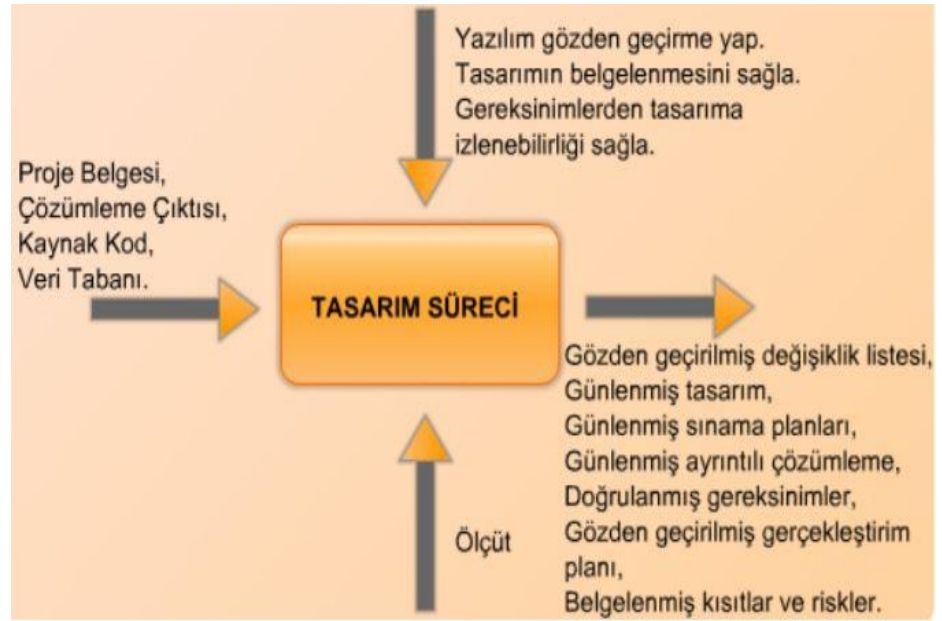 Yazılım gözden geçirme yap.
Tasarımın belgelenmesini sağla.
Gereksinimlerden tasarıma
izlenebilirliği sağla.
Proje Belgesi,
Çözümleme Çıktısı,
Kaynak Kod,
Veri Tabanı.
TASARIM SÜRECİ
Gözden geçirilmiş değişiklik listesi,
Günlenmiş tasarım,
Günlenmiş sınama planları,
Günlenmiş ayrıntılı çözümleme,
Doğrulanmış gereksinimler,
Gözden geçirilmiş gerçekleştirim
planı,
Belgelenmiş kısıtlar ve riskler.
Ölçüt